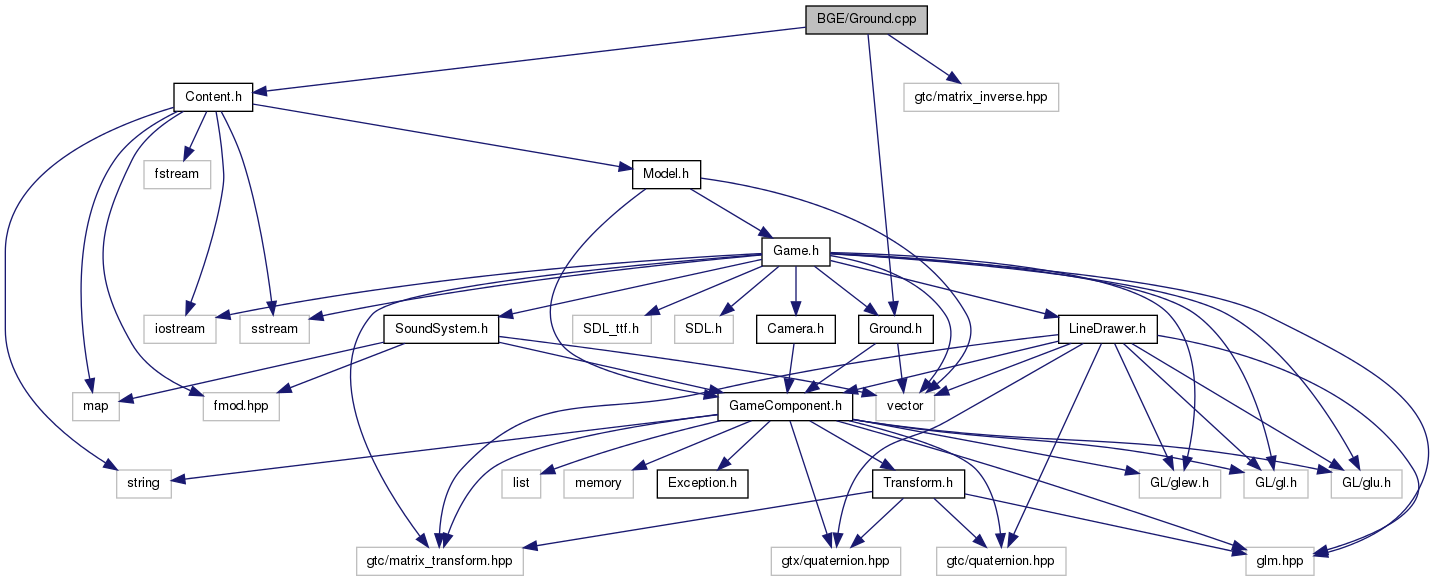 BGE/Ground.cpp
Content.h
gtc/matrix_inverse.hpp
fstream
Model.h
Game.h
iostream
sstream
SoundSystem.h
SDL_ttf.h
SDL.h
Camera.h
Ground.h
LineDrawer.h
map
fmod.hpp
GameComponent.h
vector
string
list
memory
Exception.h
Transform.h
GL/glew.h
GL/gl.h
GL/glu.h
gtc/matrix_transform.hpp
gtx/quaternion.hpp
gtc/quaternion.hpp
glm.hpp